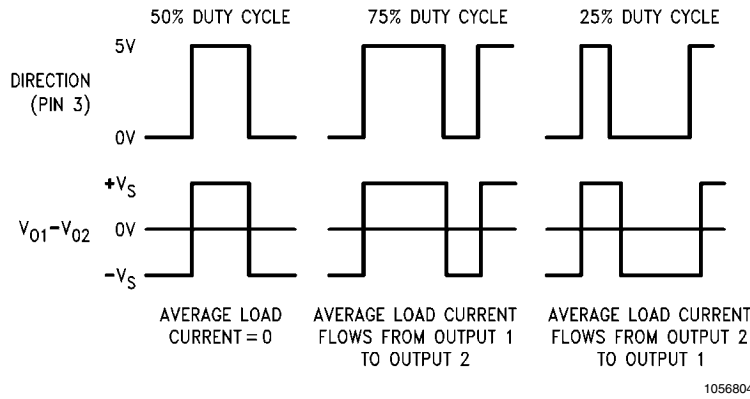 50% DUTY CYCLE 75% DUTY CYCLE 25% DUTY CYCLE
5V
DIRECTION
(PIN 3)
0V
+VS
VO1−VO2 0V
−VS
AVERAGE LOAD
CURRENT = 0
AVERAGE LOAD CURRENT
FLOWS FROM OUTPUT 1
TO OUTPUT 2
AVERAGE LOAD CURRENT
FLOWS FROM OUTPUT 2
TO OUTPUT 1
1056804